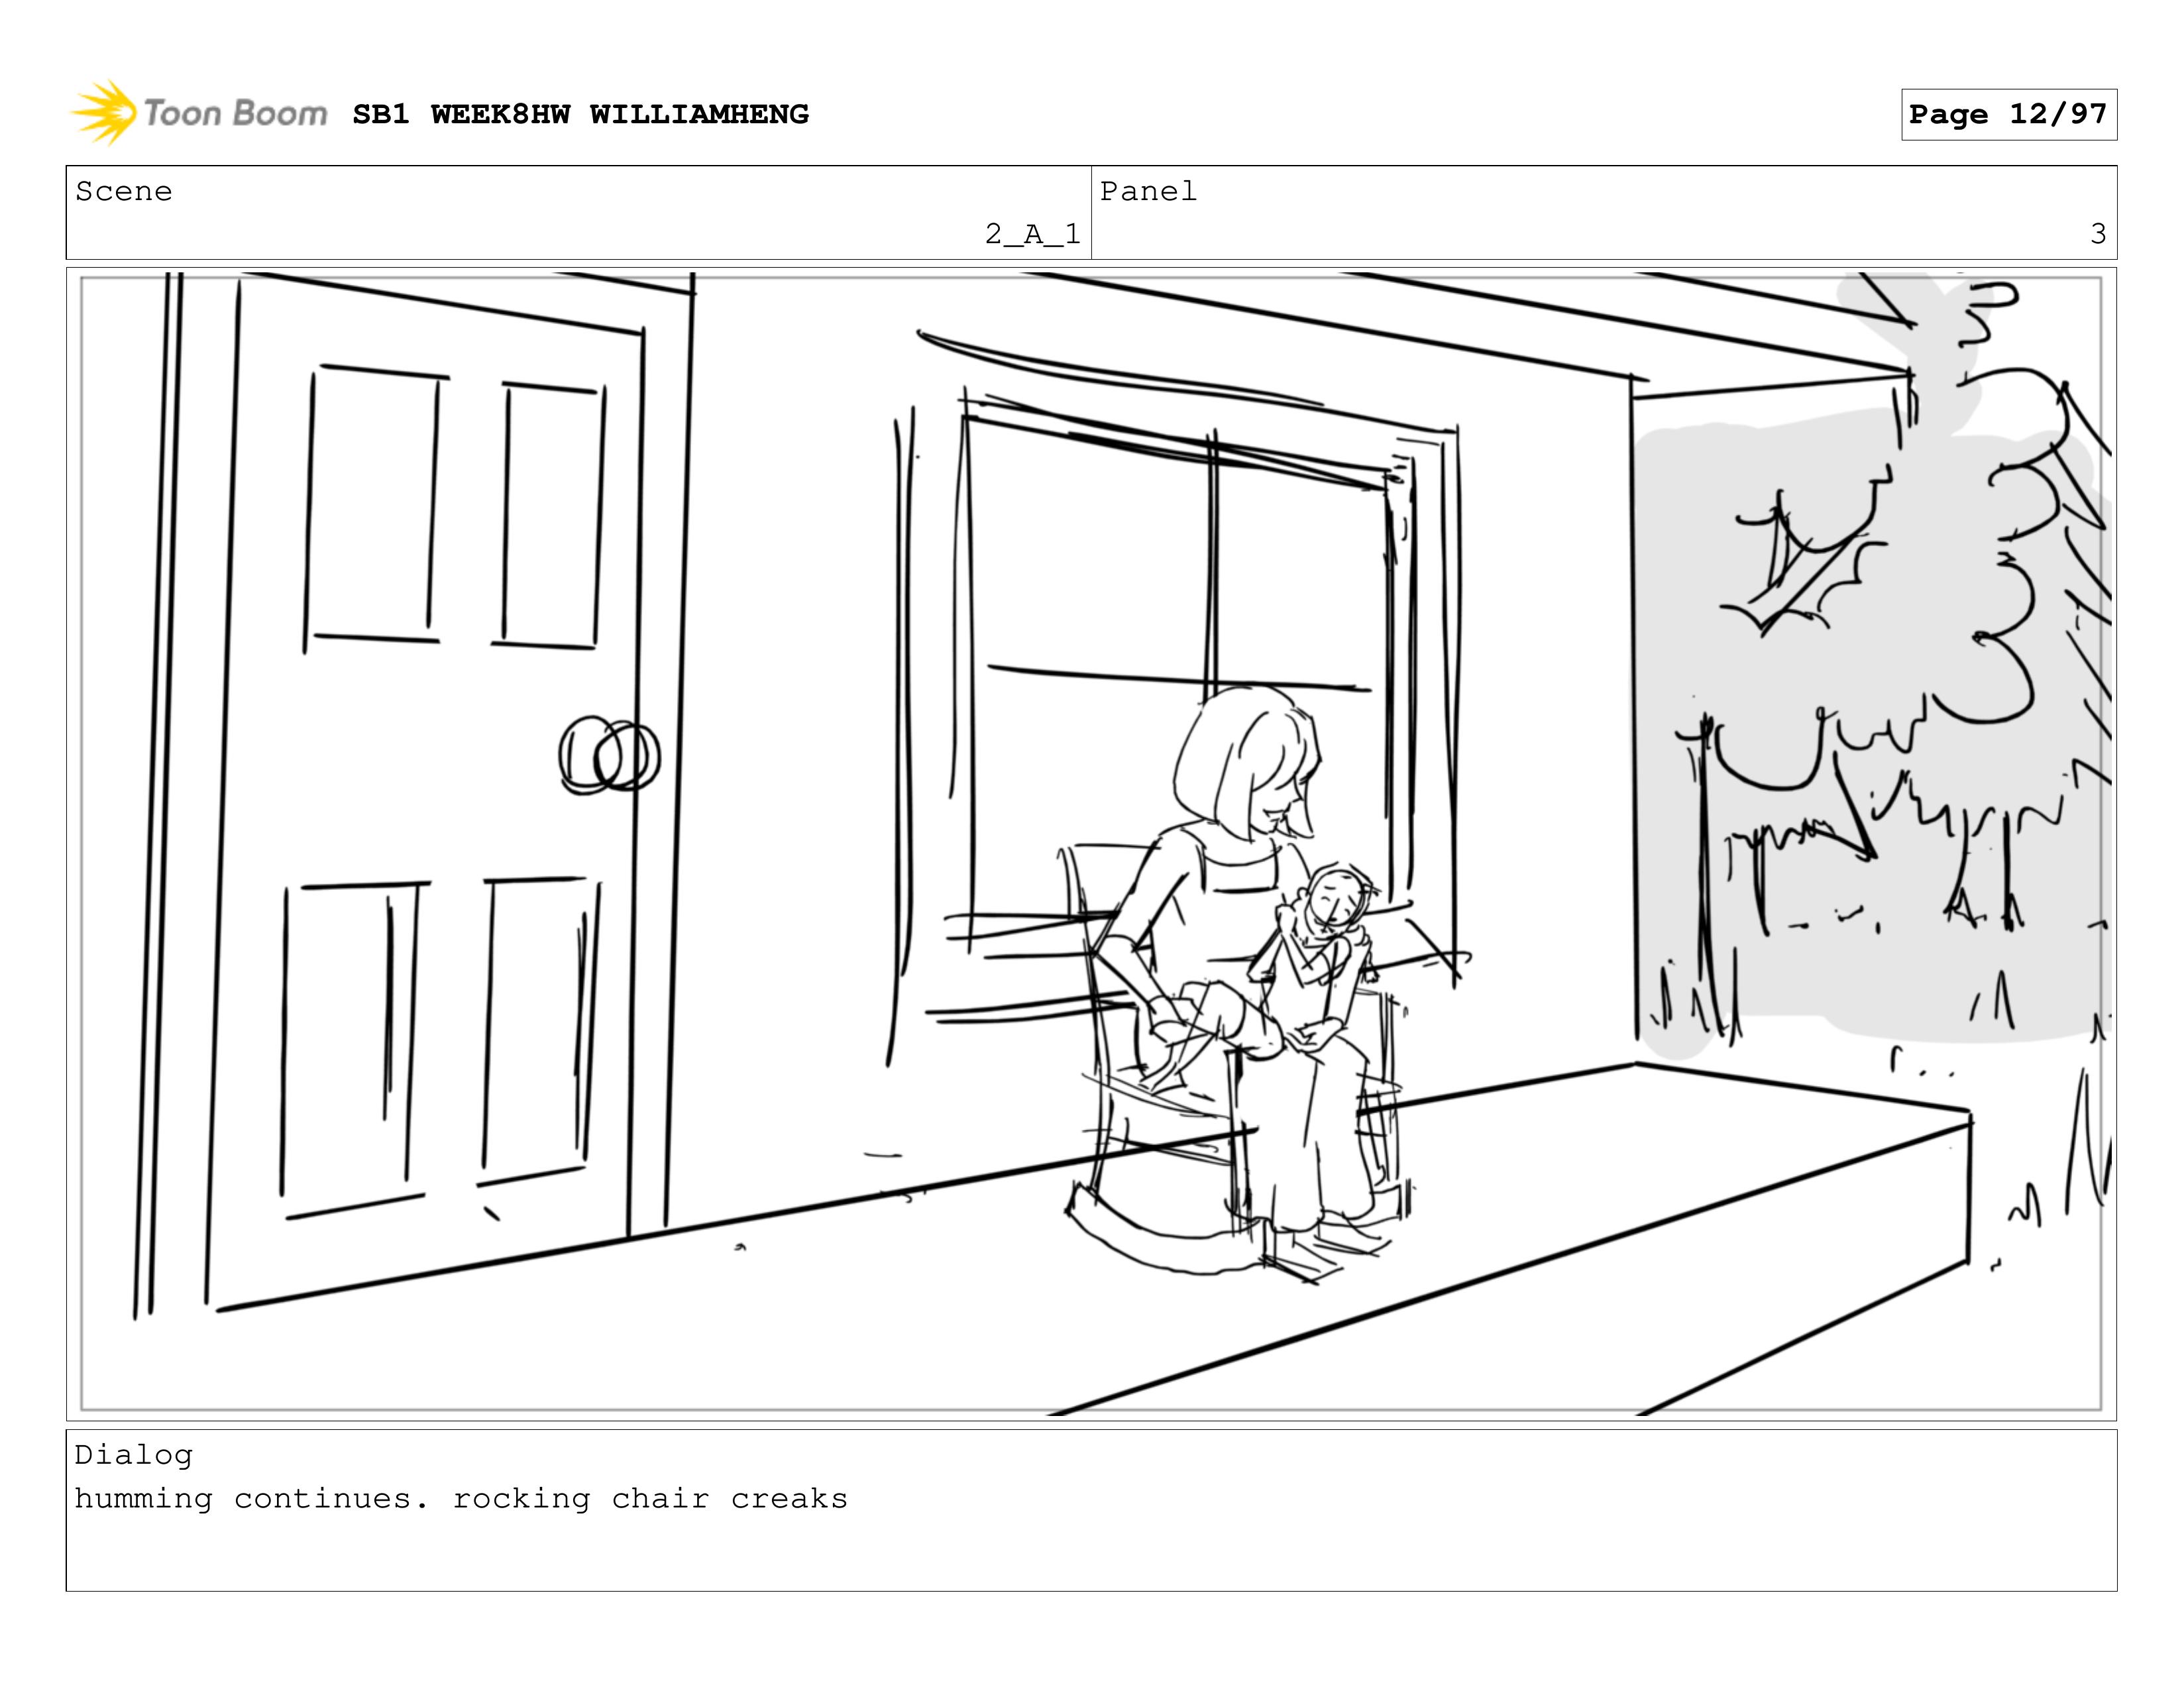 Toon Boom SB1 WEEK8HW WILLIAMHENG
Page 12/97
Scene
2_A_1
Panel
3
Dialog
humming continues. rocking chair creaks